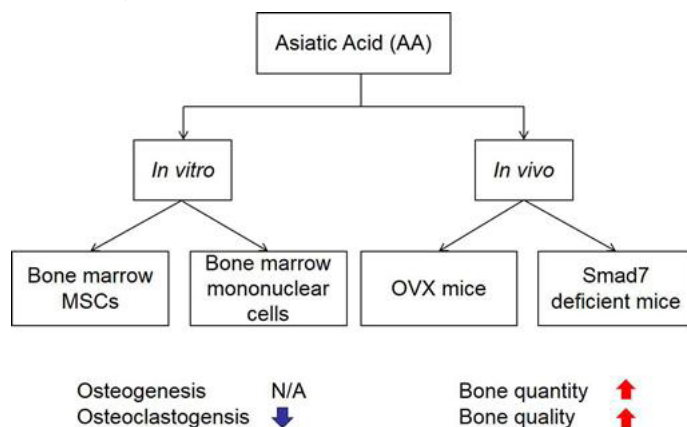 Asiatic Acid (AA)
In vitro
In vivo
Bone marrow
MSCs
Bone marrow
mononuclear
cells
OVX mice
Smad7
deficient mice
Osteogenesis N/A
Osteoclastogensis
Bone quantity
Bone quality